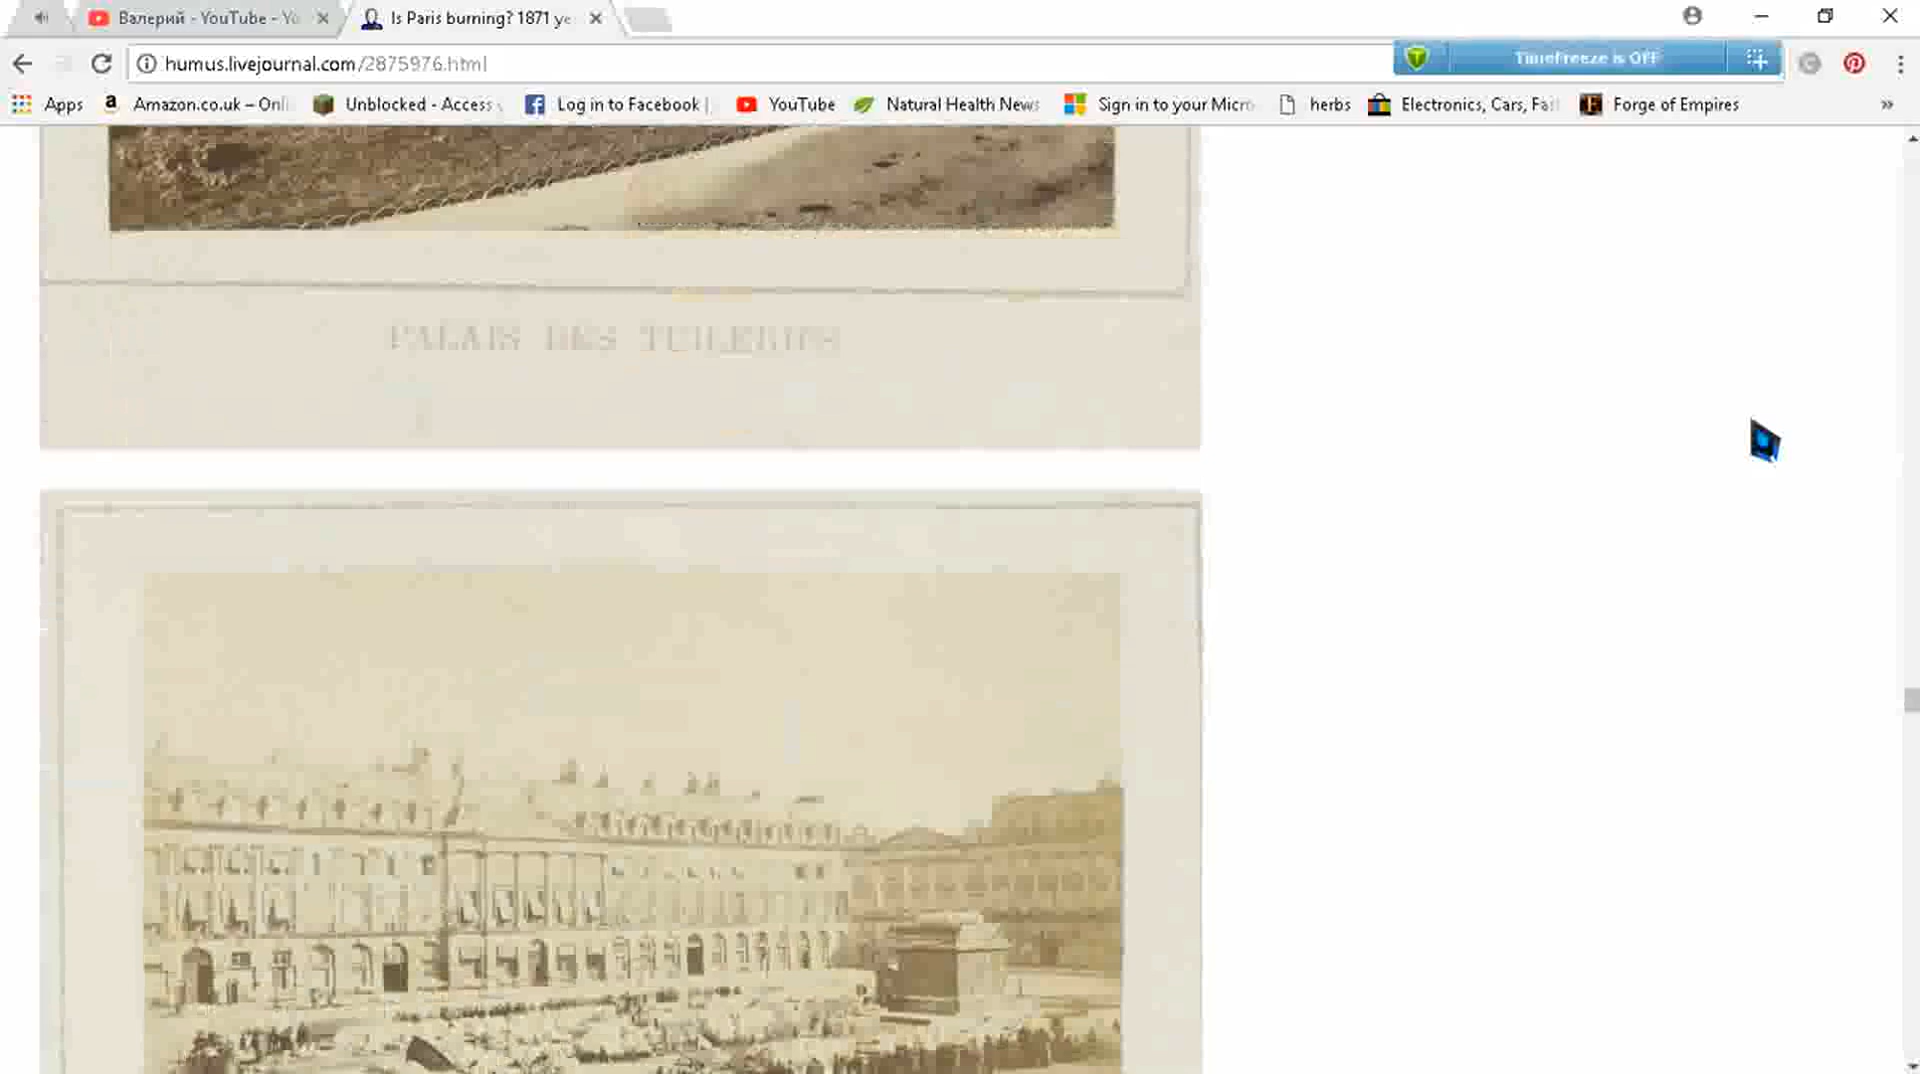 Валерий - YouTube - Yo
Is Paris burning? 1871 ye
humus.livejournal.com/2875976.html
TimeFreeze is OFF
Apps
Amazon.co.uk – Onli
Unblocked - Access
Log in to Facebook |
YouTube
Natural Health News
Sign in to your Micro
herbs
Electronics, Cars, Fas
Forge of Empires
»
PALAIS DES TUILERIES